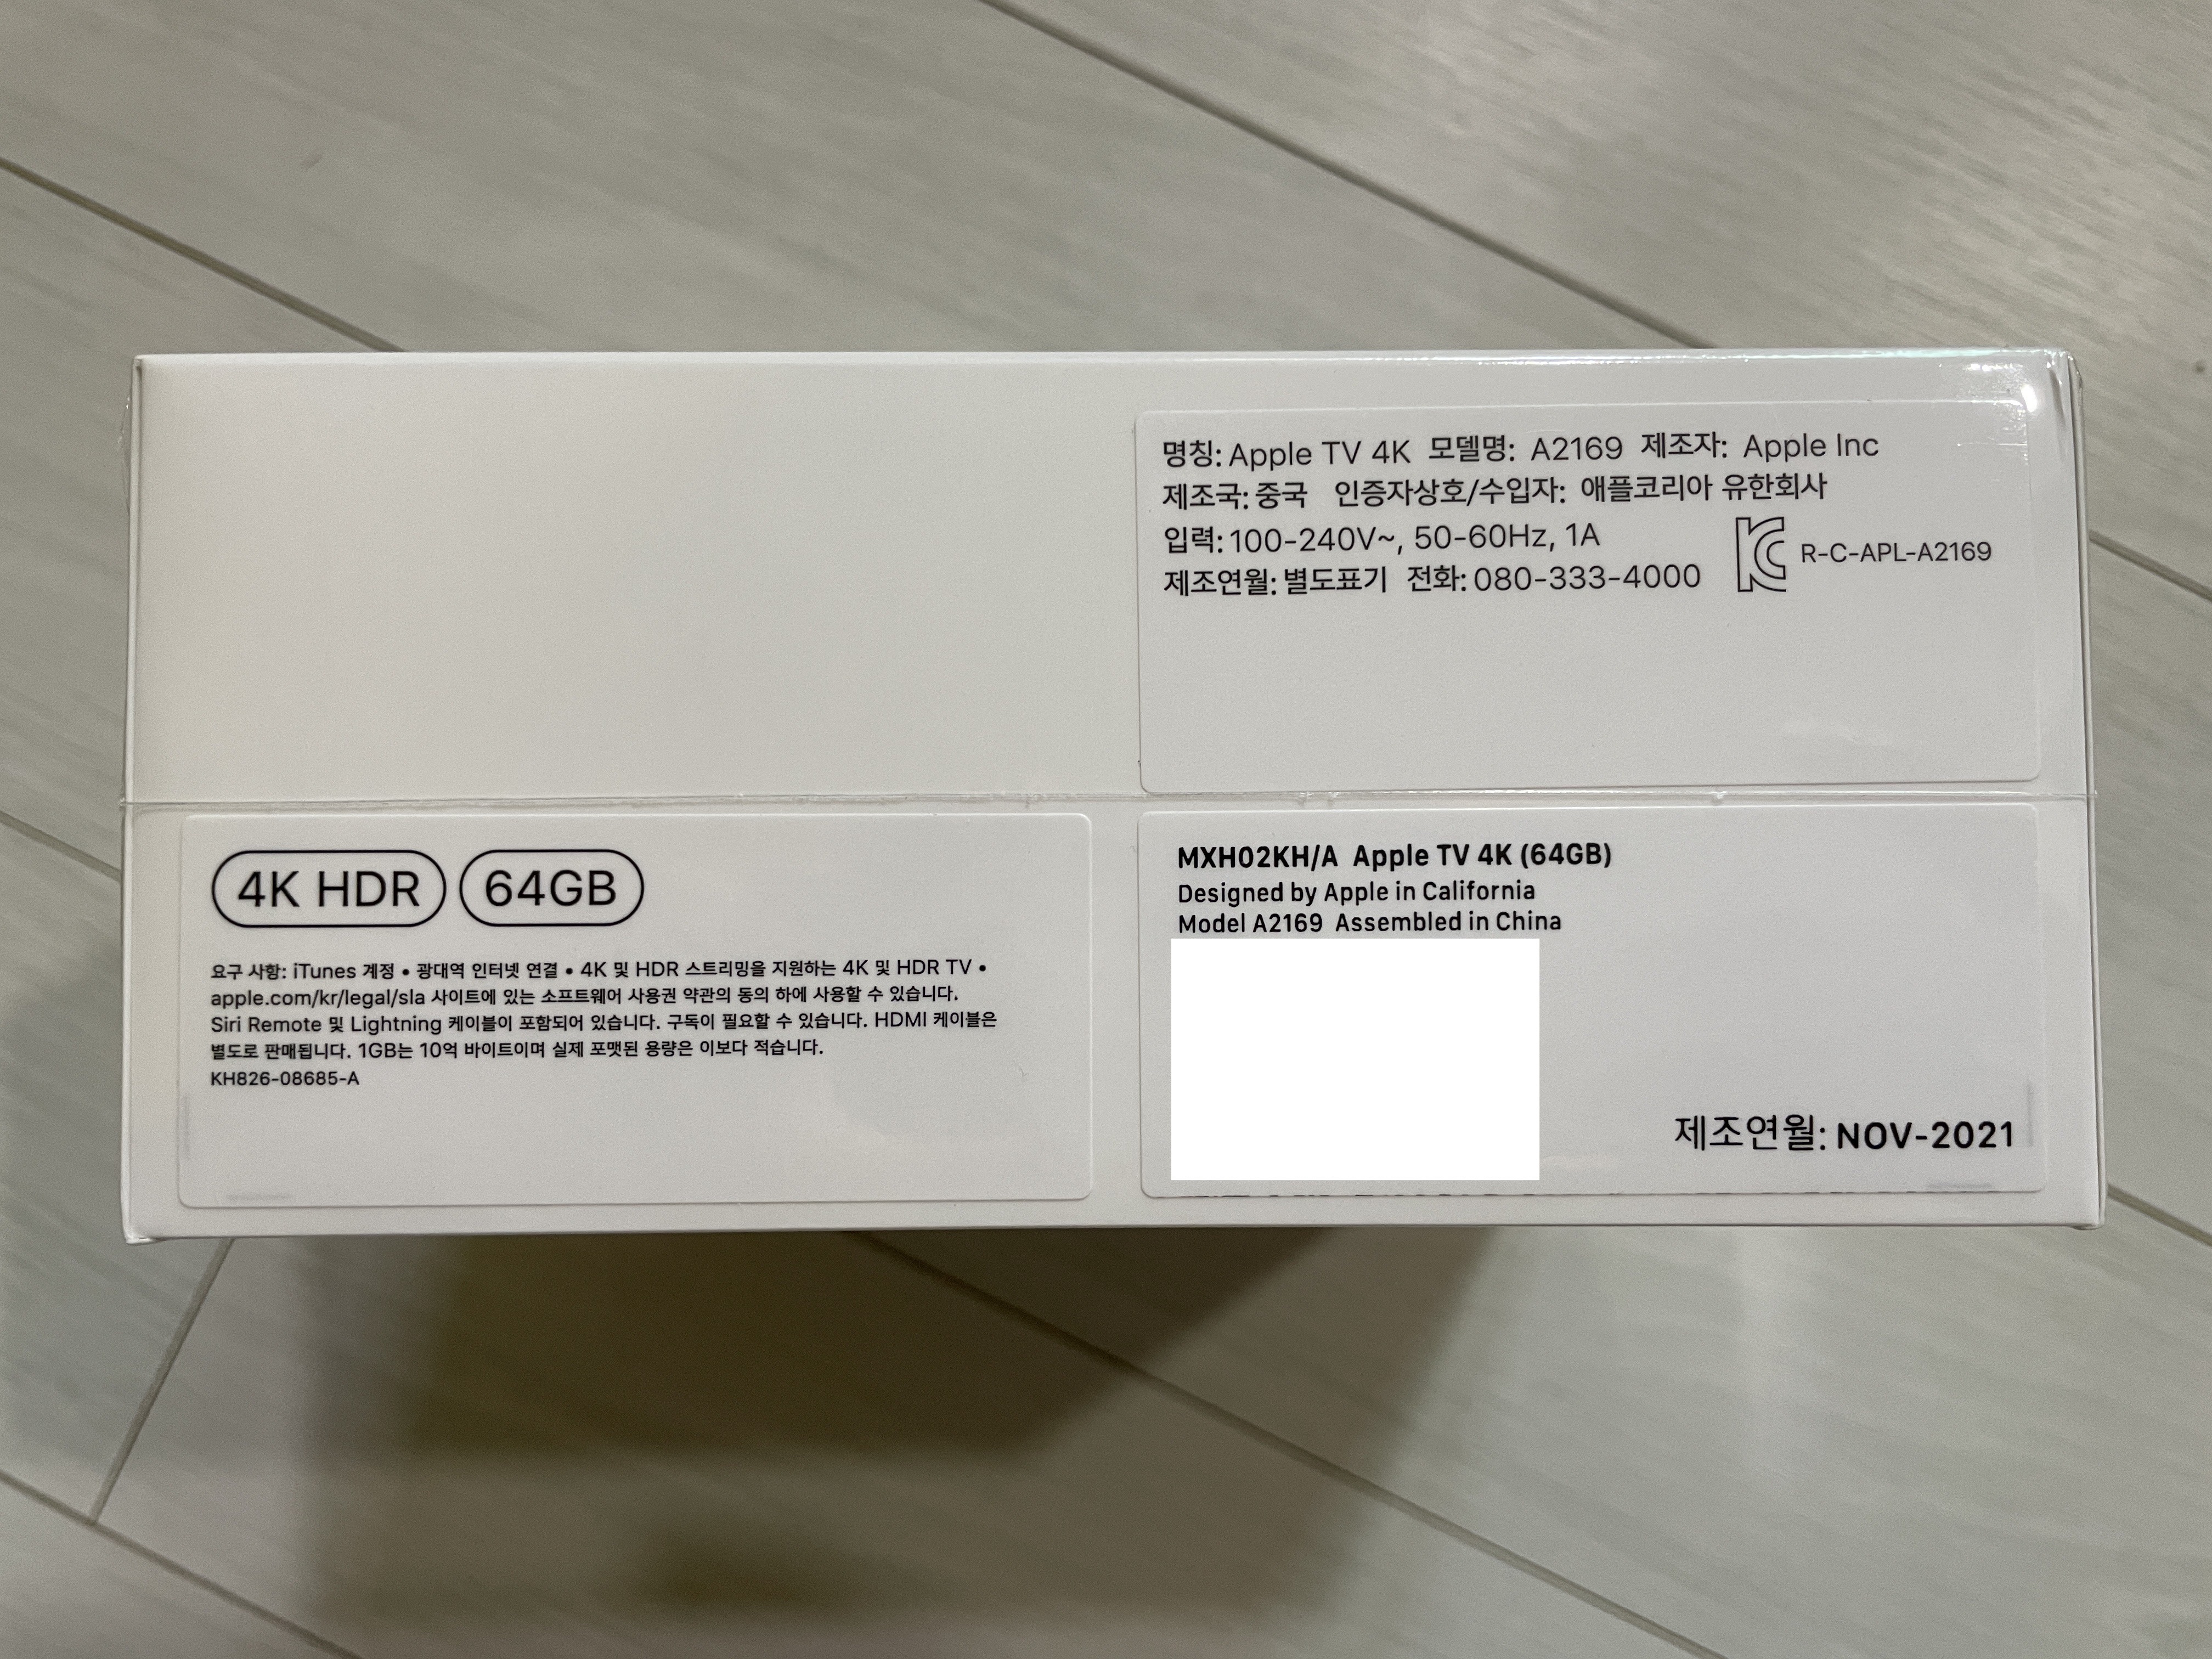 명칭: Apple TV 4K 모델명: A2169 제조자: Apple Inc
제조국: 중국 인증자상호/수입자: 애플코리아 유한회사
입력: 100-240V~, 50-60Hz, 1A
R-C-APL-A2169
제조연월: 별도표기 전화: 080-333-4000
4K HDR 64GB
요구 사항: iTunes 계정 • 광대역 인터넷 연결 • 4K 및 HDR 스트리밍을 지원하는 4K 및 HDR TV •
apple.com/kr/legal/sla 사이트에 있는 소프트웨어 사용권 약관의 동의 하에 사용할 수 있습니다.
Siri Remote 및 Lightning 케이블이 포함되어 있습니다. 구독이 필요할 수 있습니다. HDMI 케이블은
별도로 판매됩니다. 1GB는 10억 바이트이며 실제 포맷된 용량은 이보다 적습니다.
KH826-08685-A
MXH02KH/A Apple TV 4K (64GB)
Designed by Apple in California
Model A2169 Assembled in China
제조연월: NOV-2021